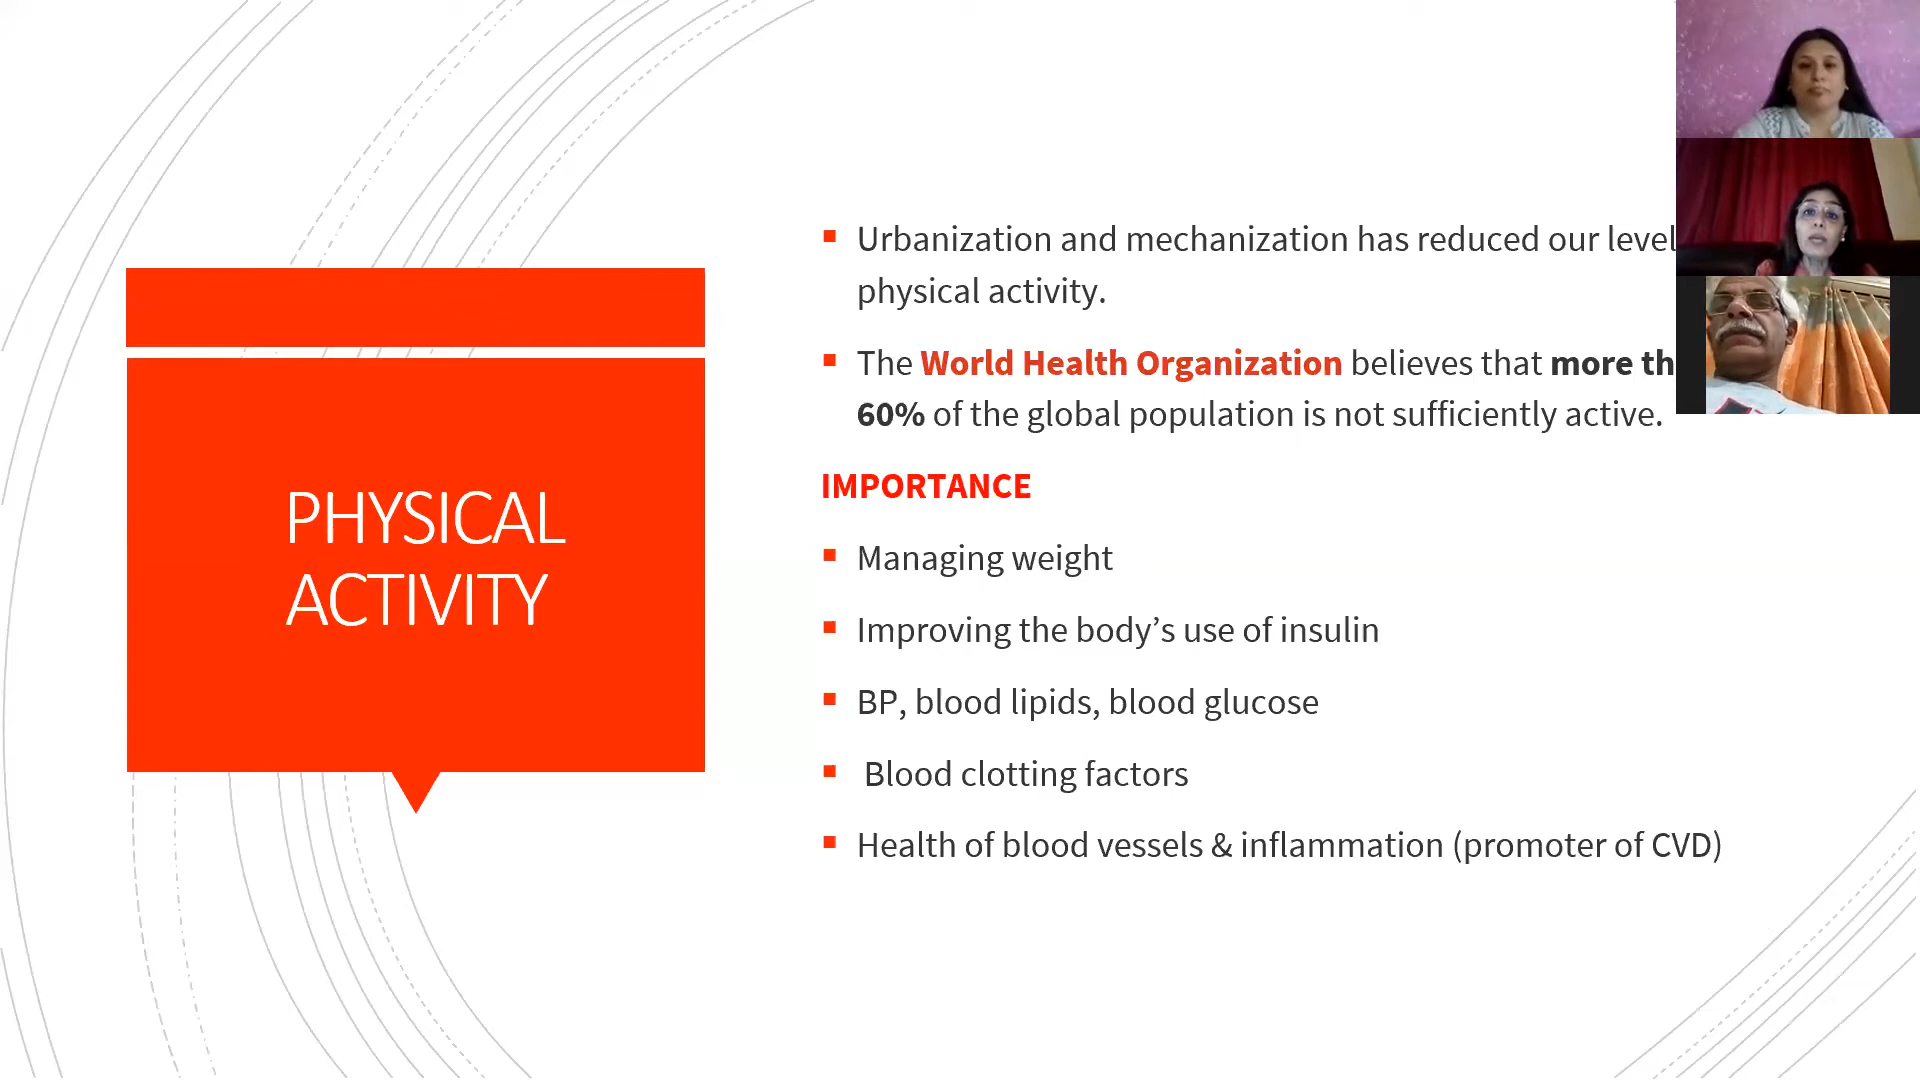 PHYSICAL
ACTIVITY
Urbanization and mechanization has reduced our level
physical activity.
The World Health Organization believes that more th
60% of the global population is not sufficiently active.
IMPORTANCE
Managing weight
Improving the body’s use of insulin
BP, blood lipids, blood glucose
Blood clotting factors
Health of blood vessels & inflammation (promoter of CVD)